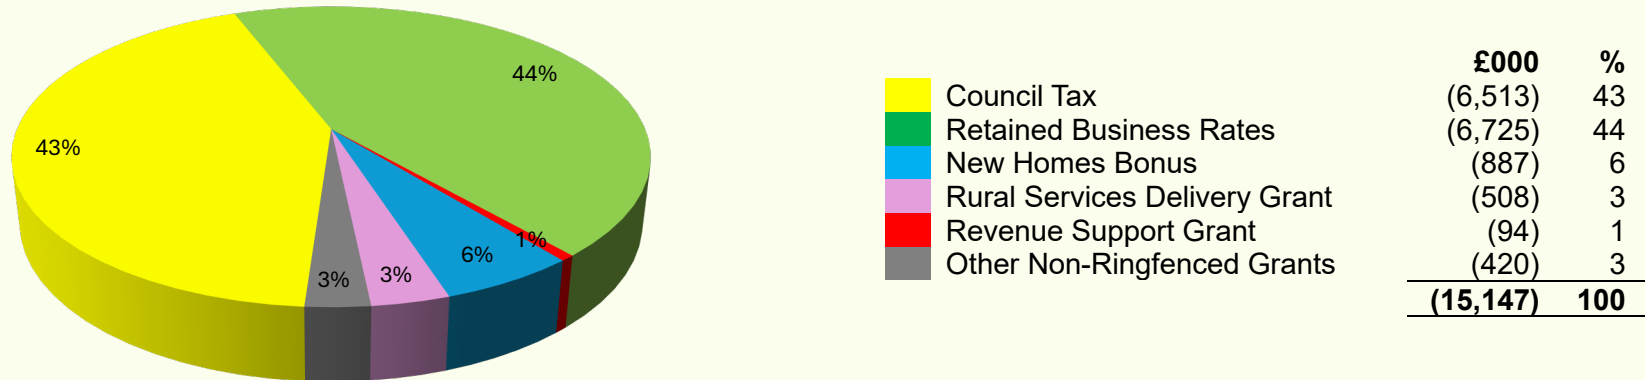 44%
43%
1%
6%
3%
3%
£000 %
Council Tax (6,513) 43
Retained Business Rates (6,725) 44
New Homes Bonus (887) 6
Rural Services Delivery Grant (508) 3
Revenue Support Grant (94) 1
Other Non-Ringfenced Grants (420) 3
(15,147) 100